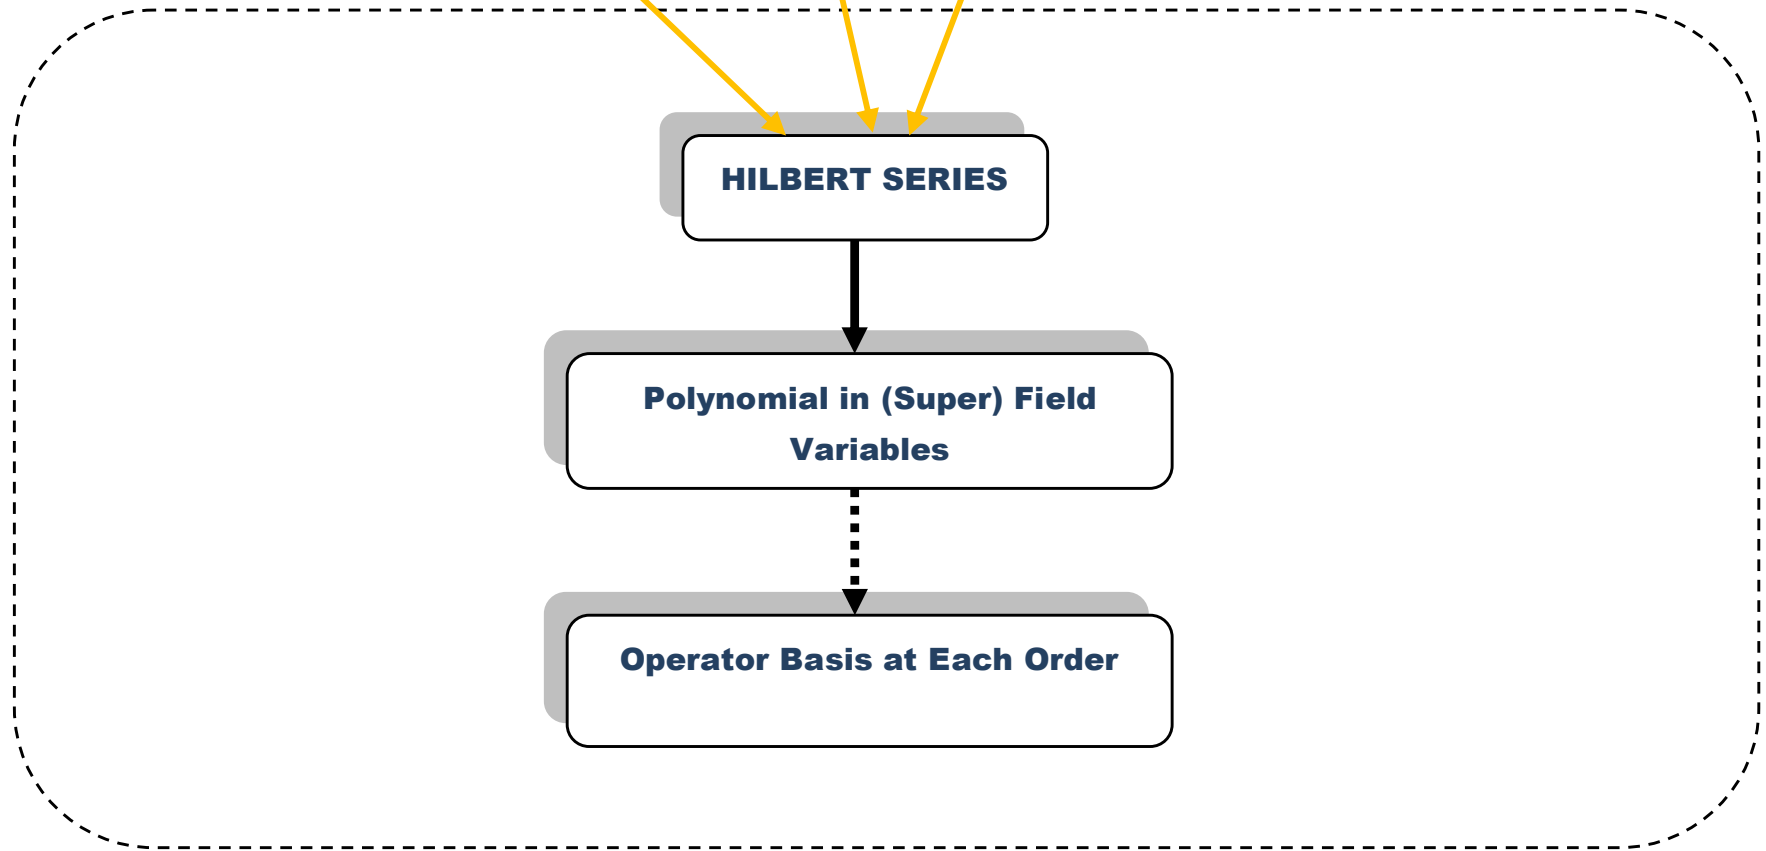 HILBERT SERIES
Polynomial in (Super) Field
Variables
Operator Basis at Each Order